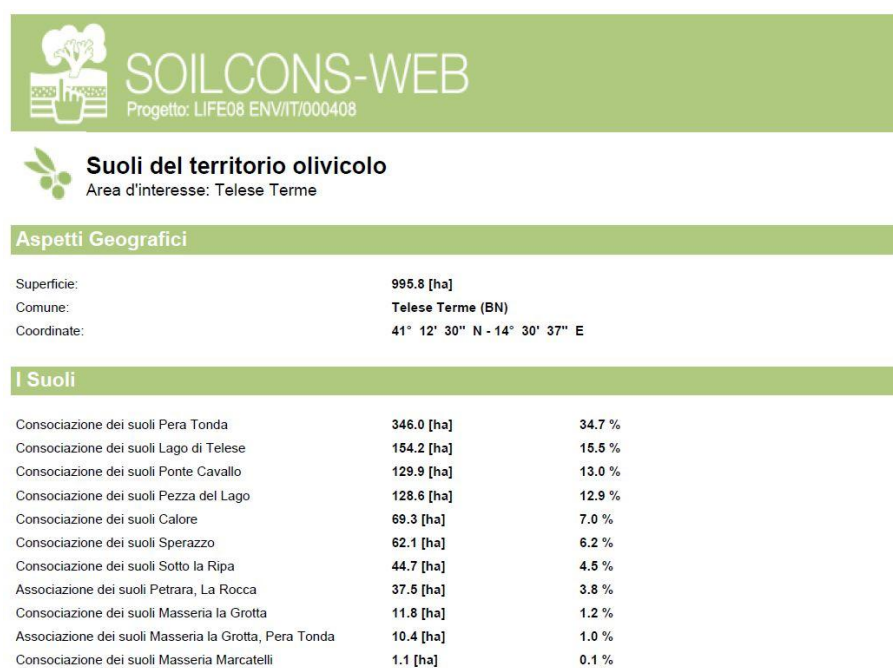 SOILCONS-WEB
Progetto: LIFE08 ENV/IT/000408
Suoli del territorio olivicolo
Area d'interesse: Telese Terme
Aspetti Geografici
Superficie: 995.8 [ha]
Comune: Telese Terme (BN)
Coordinate: 41° 12' 30" N - 14° 30' 37" E
I Suoli
Consociazione dei suoli Pera Tonda 346.0 [ha] 34.7 %
Consociazione dei suoli Lago di Telese 154.2 [ha] 15.5 %
Consociazione dei suoli Ponte Cavallo 129.9 [ha] 13.0 %
Consociazione dei suoli Pezza del Lago 128.6 [ha] 12.9 %
Consociazione dei suoli Calore 69.3 [ha] 7.0 %
Consociazione dei suoli Sperazzo 62.1 [ha] 6.2 %
Consociazione dei suoli Sotto la Ripa 44.7 [ha] 4.5 %
Associazione dei suoli Petrara, La Rocca 37.5 [ha] 3.8 %
Consociazione dei suoli Masseria la Grotta 11.8 [ha] 1.2 %
Associazione dei suoli Masseria la Grotta, Pera Tonda 10.4 [ha] 1.0 %
Consociazione dei suoli Masseria Marcatelli 1.1 [ha] 0.1 %